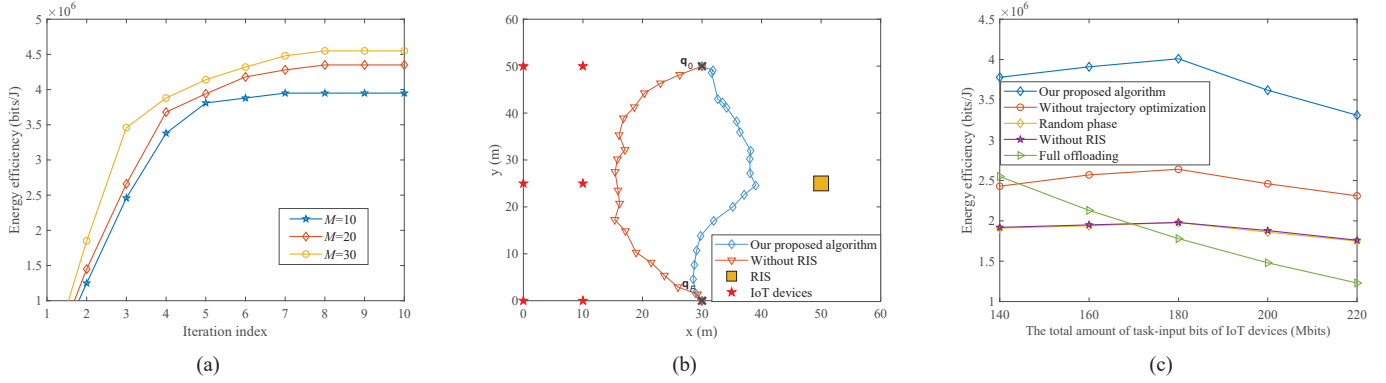 × 10⁶
5
4.5
4
3.5
3
2.5
2
1.5
1
Energy efficiency (bits/J)
1 2 3 4 5 6 7 8 9 10
Iteration index
M=10
M=20
M=30
(a)
60
50
40
30
20
10
0
y (m)
0 10 20 30 40 50 60
x (m)
q₀
Our proposed algorithm
Without RIS
RIS
IoT devices
(b)
× 10⁶
4.5
4
3.5
3
2.5
2
1.5
1
Energy efficiency (bits/J)
140 160 180 200 220
The total amount of task-input bits of IoT devices (Mbits)
Our proposed algorithm
Without trajectory optimization
Random phase
Without RIS
Full offloading
(c)